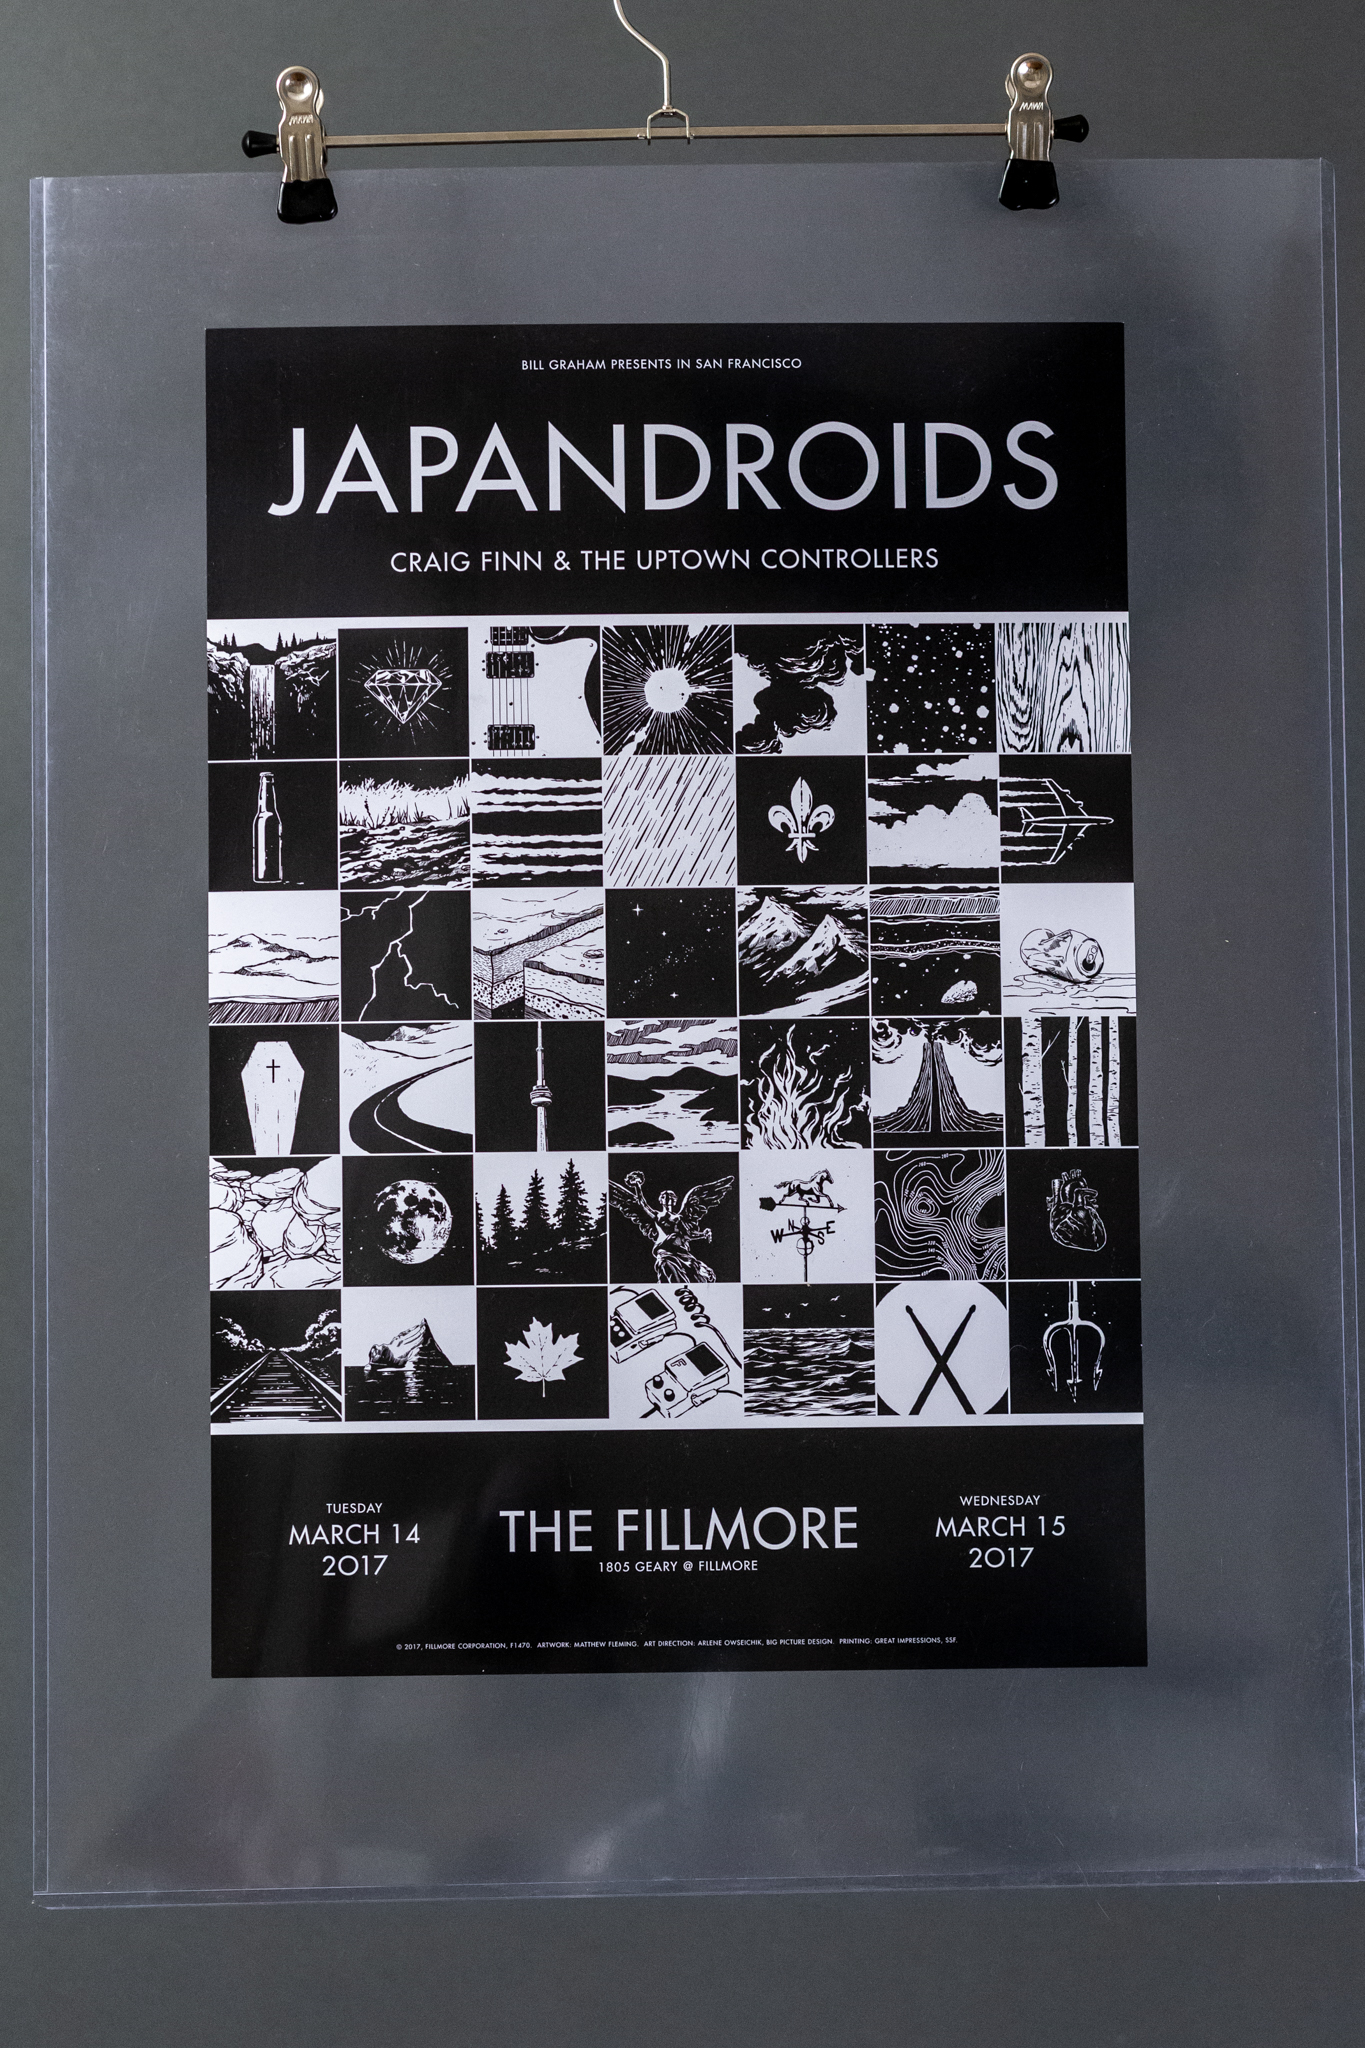 MAWA
MAWA
BILL GRAHAM PRESENTS IN SAN FRANCISCO
JAPANDROIDS
CRAIG FINN & THE UPTOWN CONTROLLERS
N
W E
S
TUESDAY
MARCH 14
2017
THE FILLMORE
1805 GEARY @ FILLMORE
WEDNESDAY
MARCH 15
2017
© 2017, FILLMORE CORPORATION, F1470. ARTWORK: MATTHEW FLEMING. ART DIRECTION: ARLENE OWSEICHIK, BIG PICTURE DESIGN. PRINTING: GREAT IMPRESSIONS, SSF.